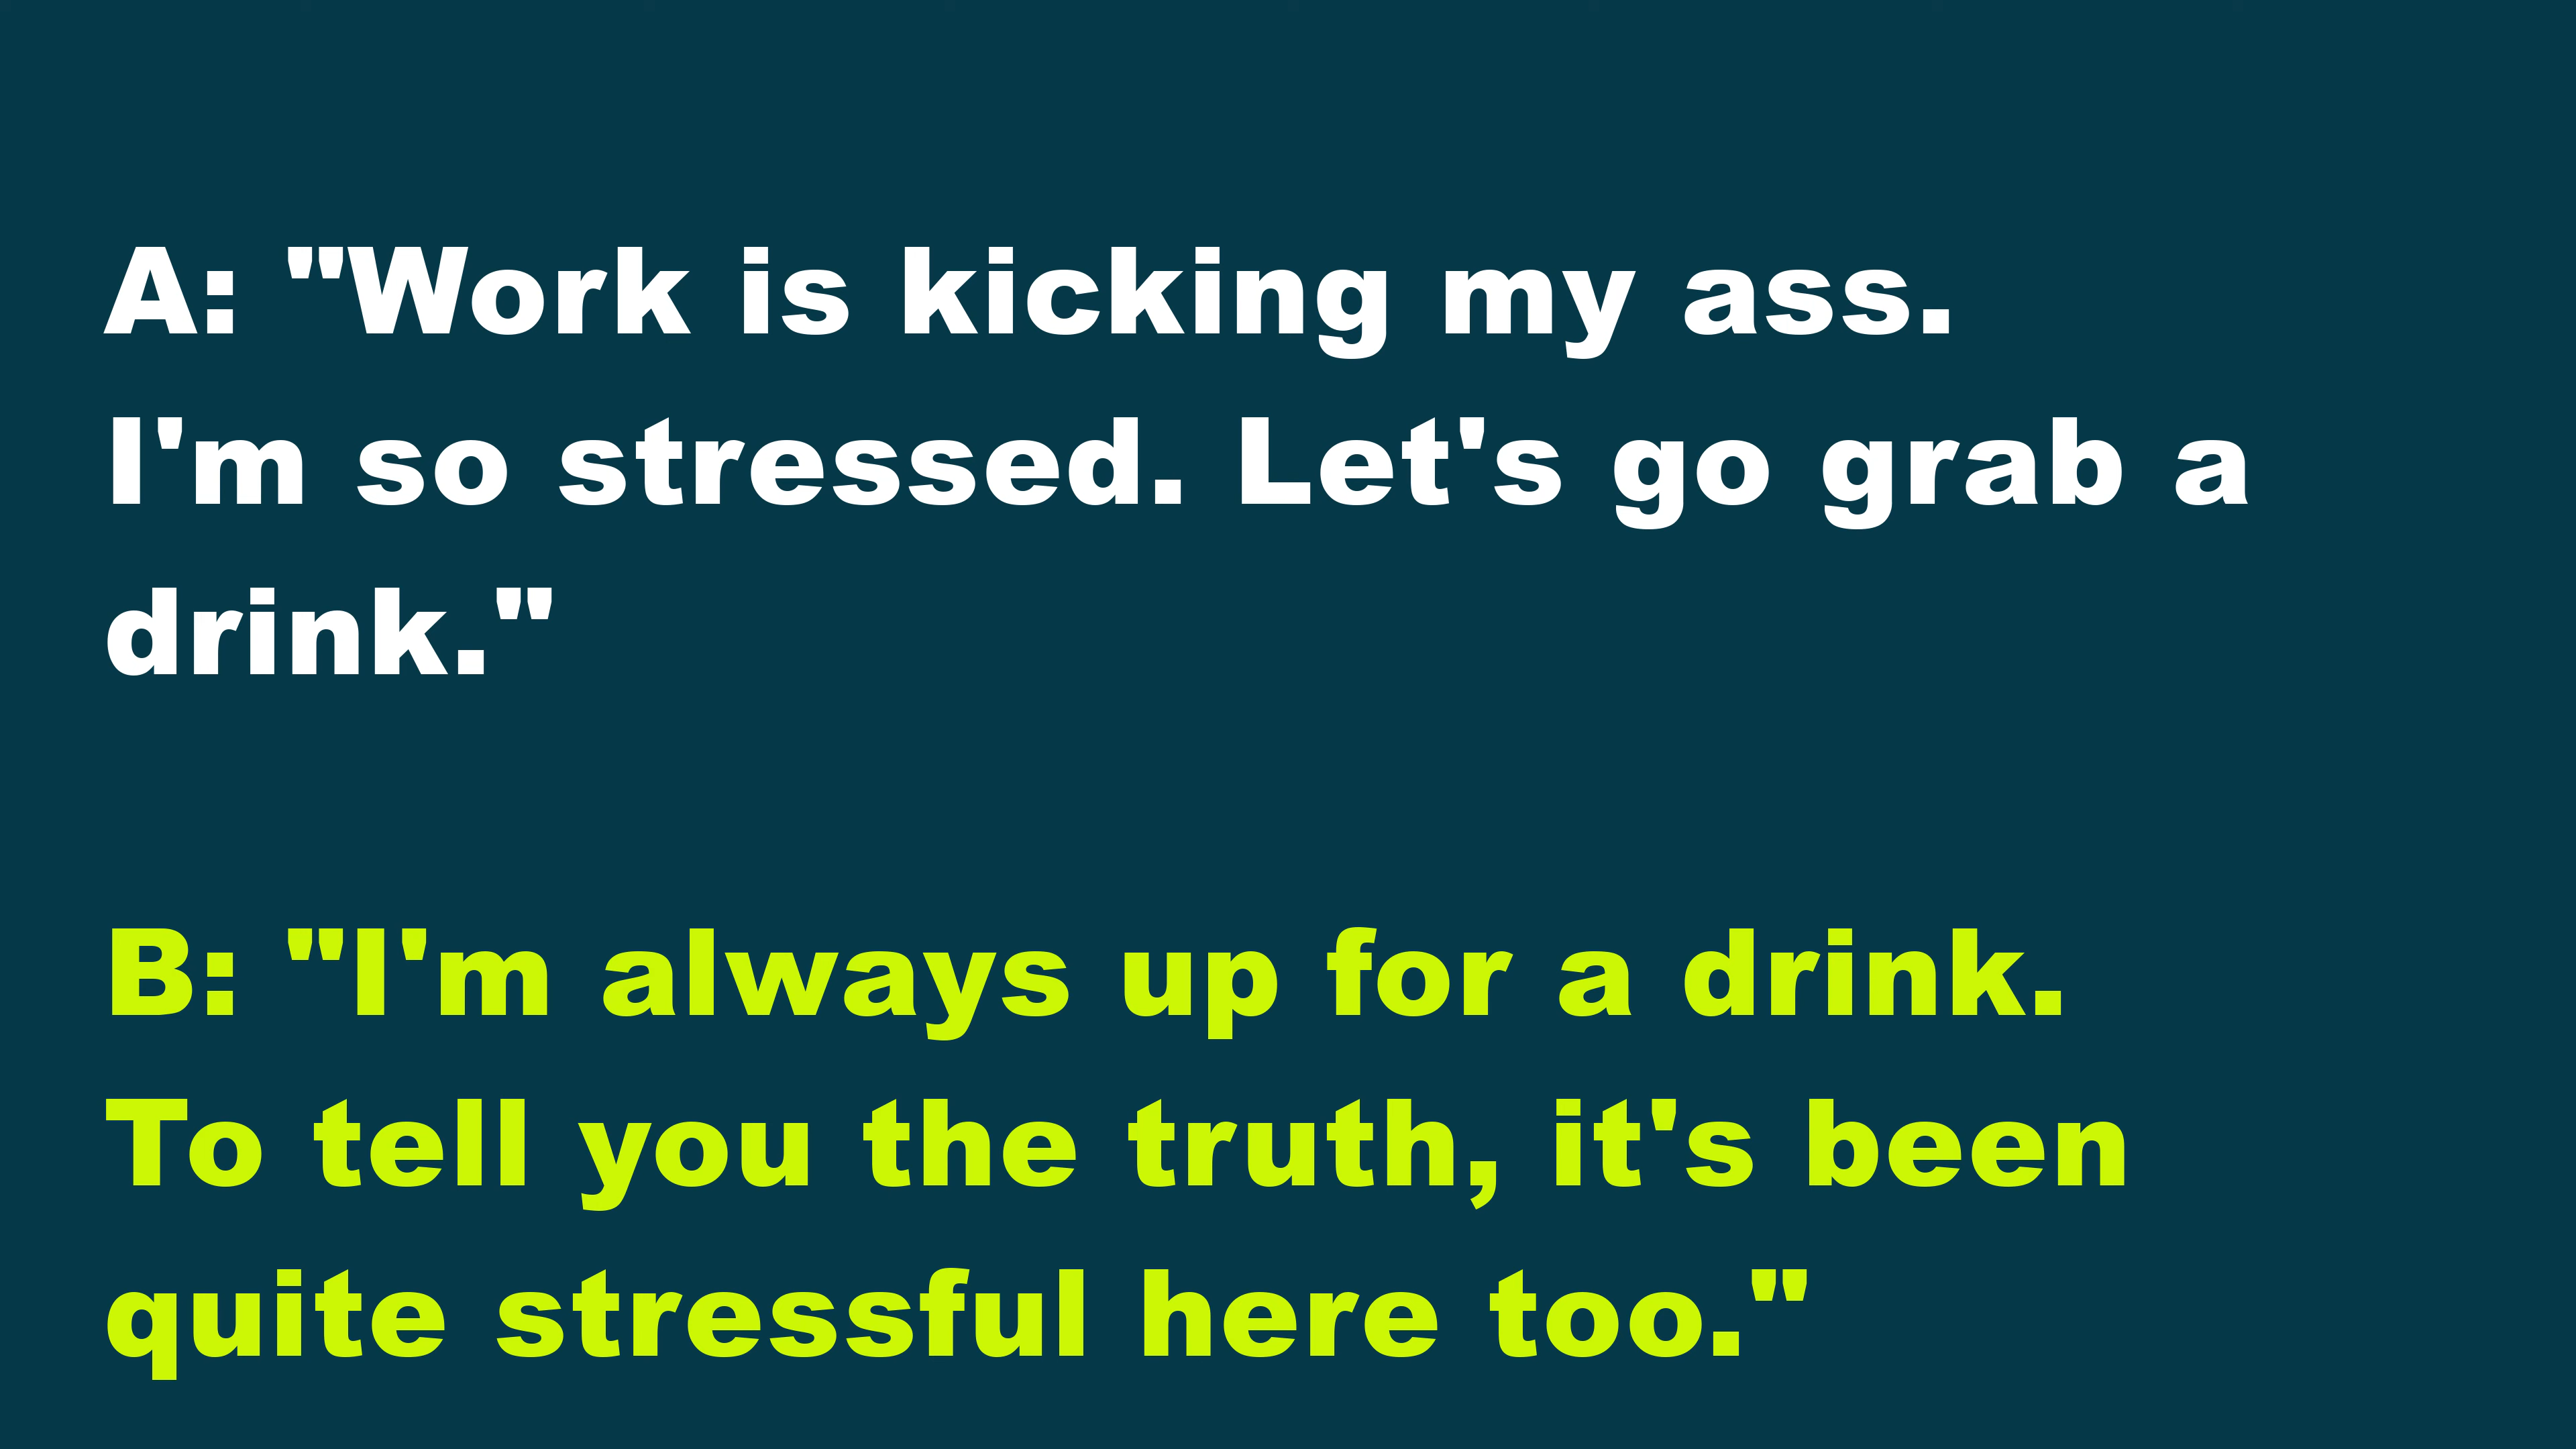 A: "Work is kicking my ass.
I'm so stressed. Let's go grab a
drink."
B: "I'm always up for a drink.
To tell you the truth, it's been
quite stressful here too."